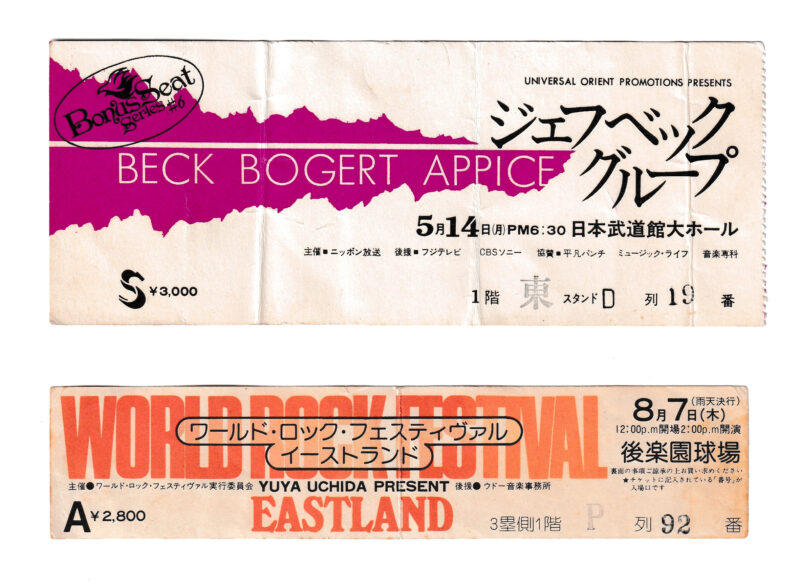 Bonus Seat
Series #6
UNIVERSAL ORIENT PROMOTIONS PRESENTS
ジェフベック
グループ
BECK BOGERT APPICE
5月14日(月)PM6:30 日本武道館大ホール
主催■ニッポン放送 後援■フジテレビ CBSソニー 協賛■平凡パンチ ミュージック・ライフ 音楽専科
S ¥3,000
1階 東 スタンド D 列 19 番
WORLD ROCK FESTIVAL
ワールド・ロック・フェスティヴァル
イーストランド
8月7日(木)(雨天決行)
12:00p.m開場2:00p.m開演
後楽園球場
裏面の事項ご諒承の上お買い求めください
★チケットに記入されている「番号」が
入場口です
主催●ワールド・ロック・フェスティヴァル実行委員会 YUYA UCHIDA PRESENT 後援●ウドー音楽事務所
A ¥2,800
EASTLAND
3塁側1階 P 列 92 番